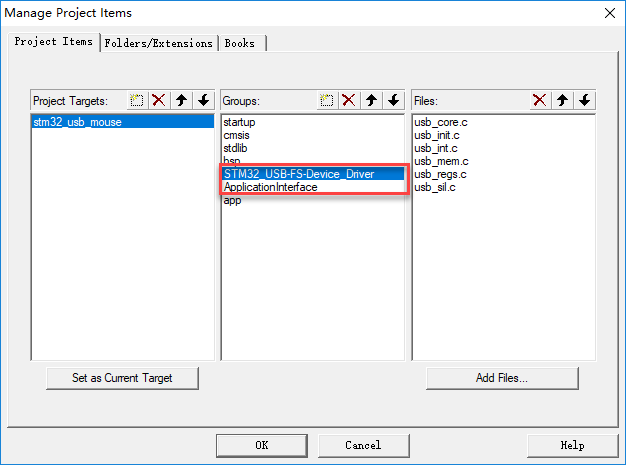 Manage Project Items
Project Items
Folders/Extensions
Books
Project Targets:
stm32_usb_mouse
Set as Current Target
Groups:
startup
cmsis
stdlib
bsp
STM32_USB-FS-Device_Driver
ApplicationInterface
app
Files:
usb_core.c
usb_init.c
usb_int.c
usb_mem.c
usb_regs.c
usb_sil.c
Add Files...
OK
Cancel
Help